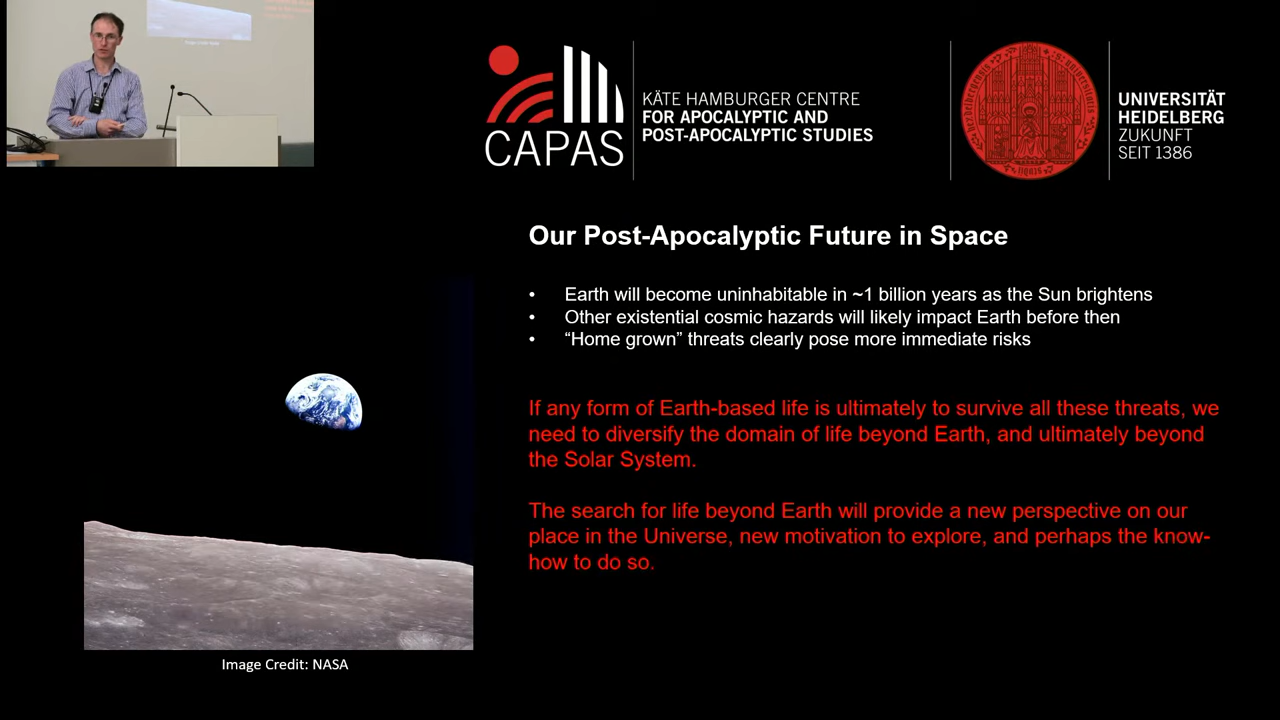 CAPAS
KÄTE HAMBURGER CENTRE
FOR APOCALYPTIC AND
POST-APOCALYPTIC STUDIES
UNIVERSITÄT
HEIDELBERG
ZUKUNFT
SEIT 1386
Our Post-Apocalyptic Future in Space
• Earth will become uninhabitable in ~1 billion years as the Sun brightens
• Other existential cosmic hazards will likely impact Earth before then
• “Home grown” threats clearly pose more immediate risks
If any form of Earth-based life is ultimately to survive all these threats, we
need to diversify the domain of life beyond Earth, and ultimately beyond
the Solar System.
The search for life beyond Earth will provide a new perspective on our
place in the Universe, new motivation to explore, and perhaps the know-
how to do so.
Image Credit: NASA